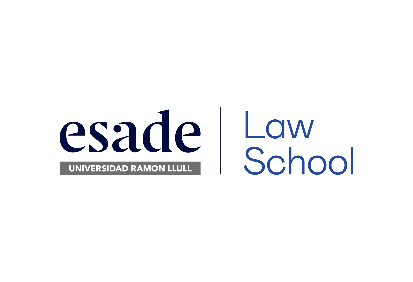 esade
UNIVERSIDAD RAMON LLULL
Law
School